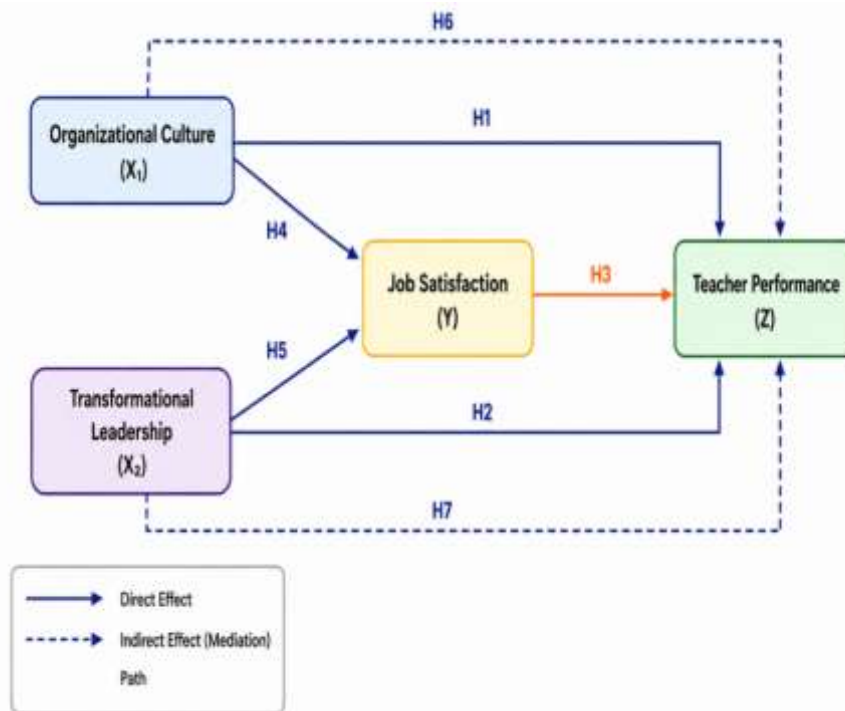 H6
Organizational Culture
(X₁)
H1
H4
Job Satisfaction
(Y)
H3
Teacher Performance
(Z)
H5
Transformational
Leadership
(X₂)
H2
H7
Direct Effect
Indirect Effect (Mediation)
Path